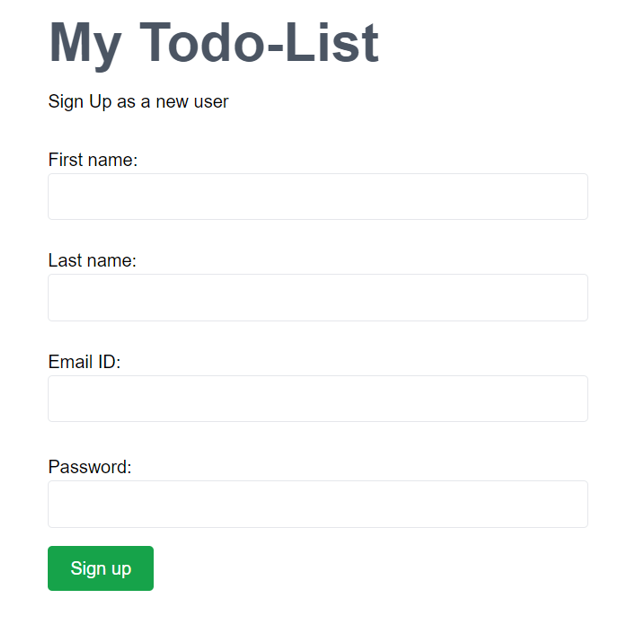 My Todo-List
Sign Up as a new user
First name:
Last name:
Email ID:
Password:
Sign up